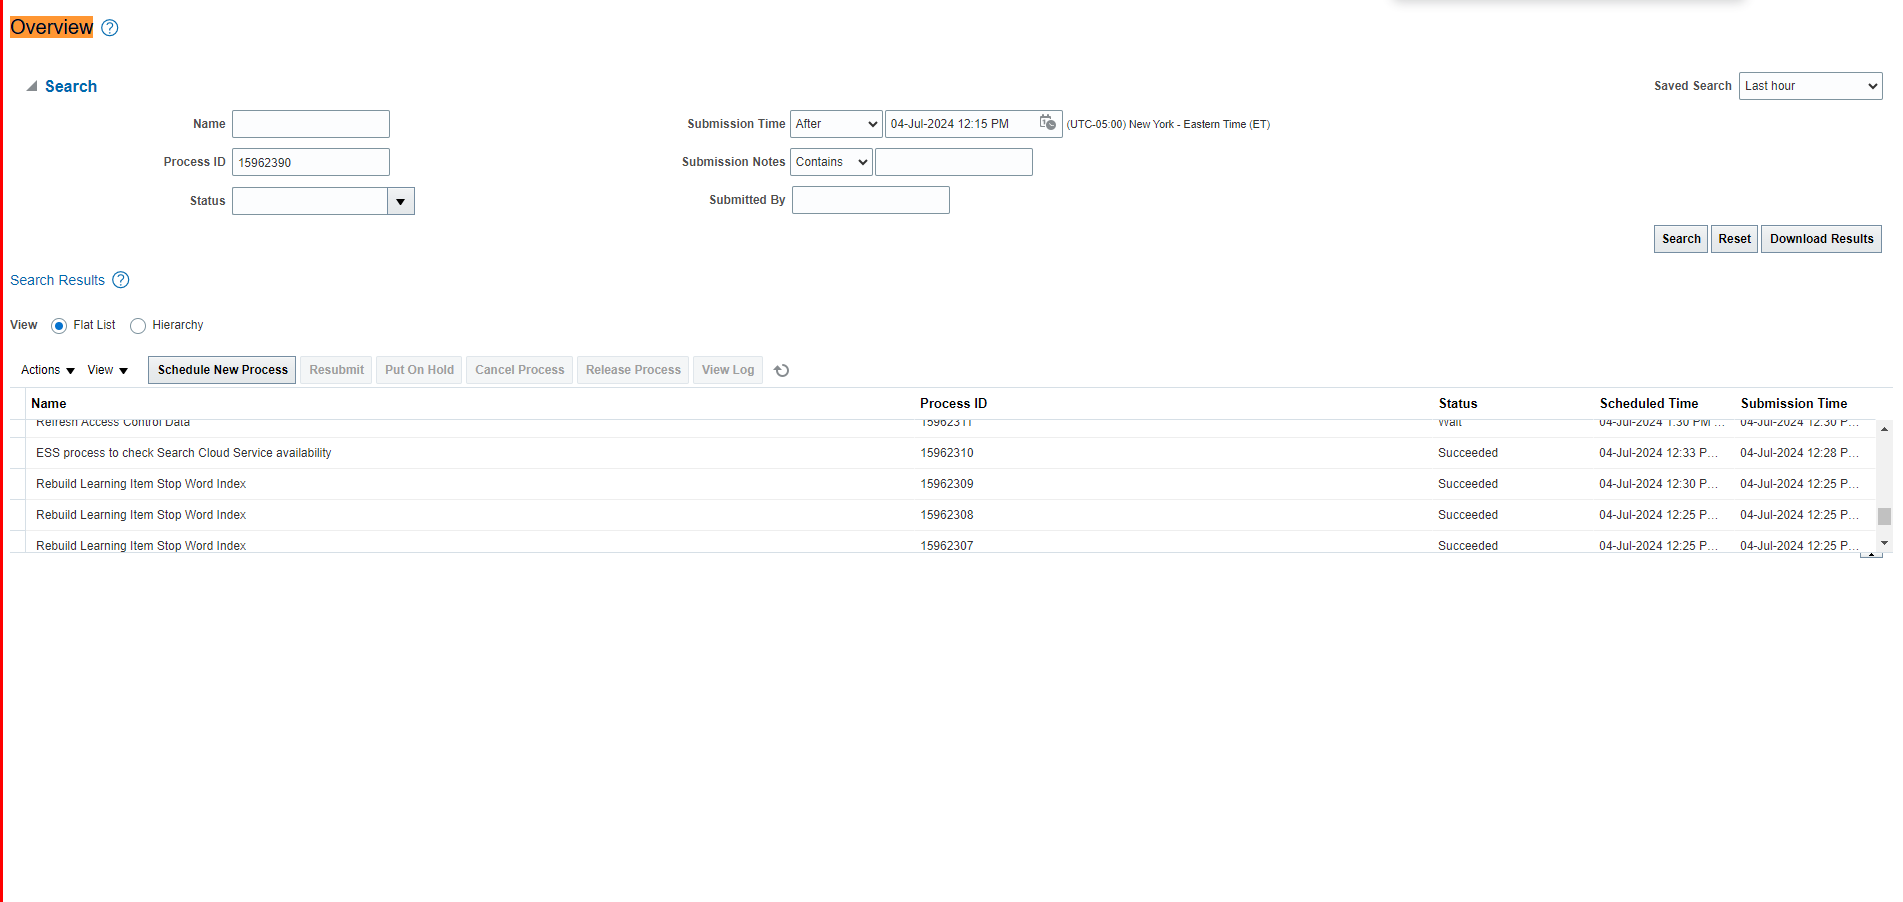 Overview
Search
Saved Search Last hour
Name
Submission Time After 04-Jul-2024 12:15 PM (UTC-05:00) New York - Eastern Time (ET)
Process ID 15962390
Submission Notes Contains
Status
Submitted By
Search Reset Download Results
Search Results
View Flat List Hierarchy
Actions View Schedule New Process Resubmit Put On Hold Cancel Process Release Process View Log
Name Process ID Status Scheduled Time Submission Time
Refresh Access Control Data 15962311 Wait 04-Jul-2024 1:30 PM ... 04-Jul-2024 12:30 P...
ESS process to check Search Cloud Service availability 15962310 Succeeded 04-Jul-2024 12:33 P... 04-Jul-2024 12:28 P...
Rebuild Learning Item Stop Word Index 15962309 Succeeded 04-Jul-2024 12:30 P... 04-Jul-2024 12:25 P...
Rebuild Learning Item Stop Word Index 15962308 Succeeded 04-Jul-2024 12:25 P... 04-Jul-2024 12:25 P...
Rebuild Learning Item Stop Word Index 15962307 Succeeded 04-Jul-2024 12:25 P... 04-Jul-2024 12:25 P...